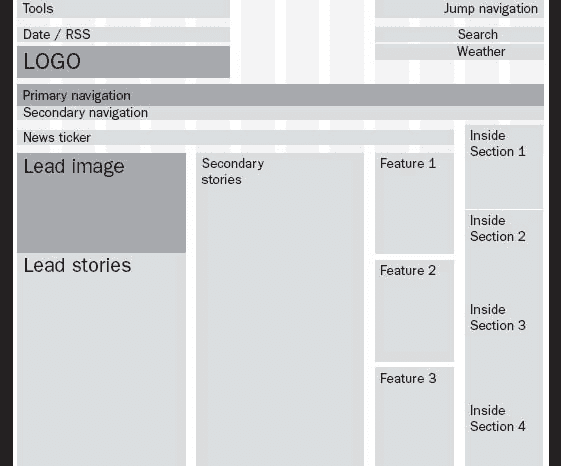 Tools
Jump navigation
Date / RSS
Search
LOGO
Weather
Primary navigation
Secondary navigation
News ticker
Inside
Section 1
Lead image
Secondary
stories
Feature 1
Inside
Section 2
Lead stories
Feature 2
Inside
Section 3
Feature 3
Inside
Section 4